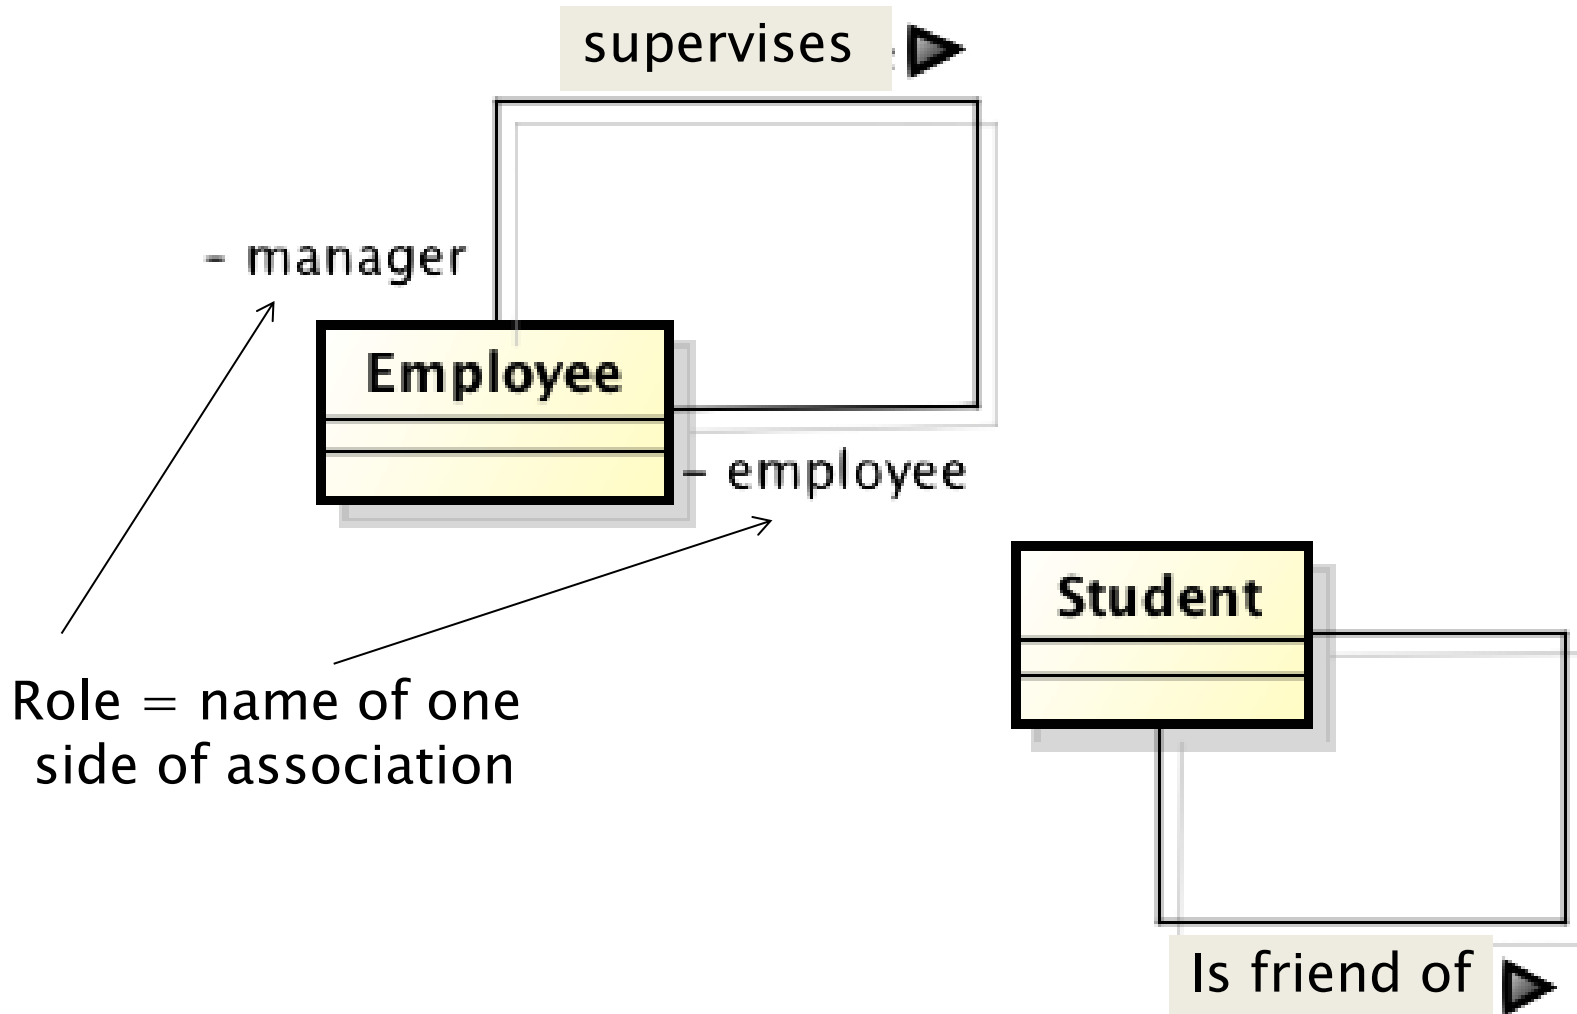 supervises
- manager
Employee
- employee
Student
Role = name of one
side of association
Is friend of